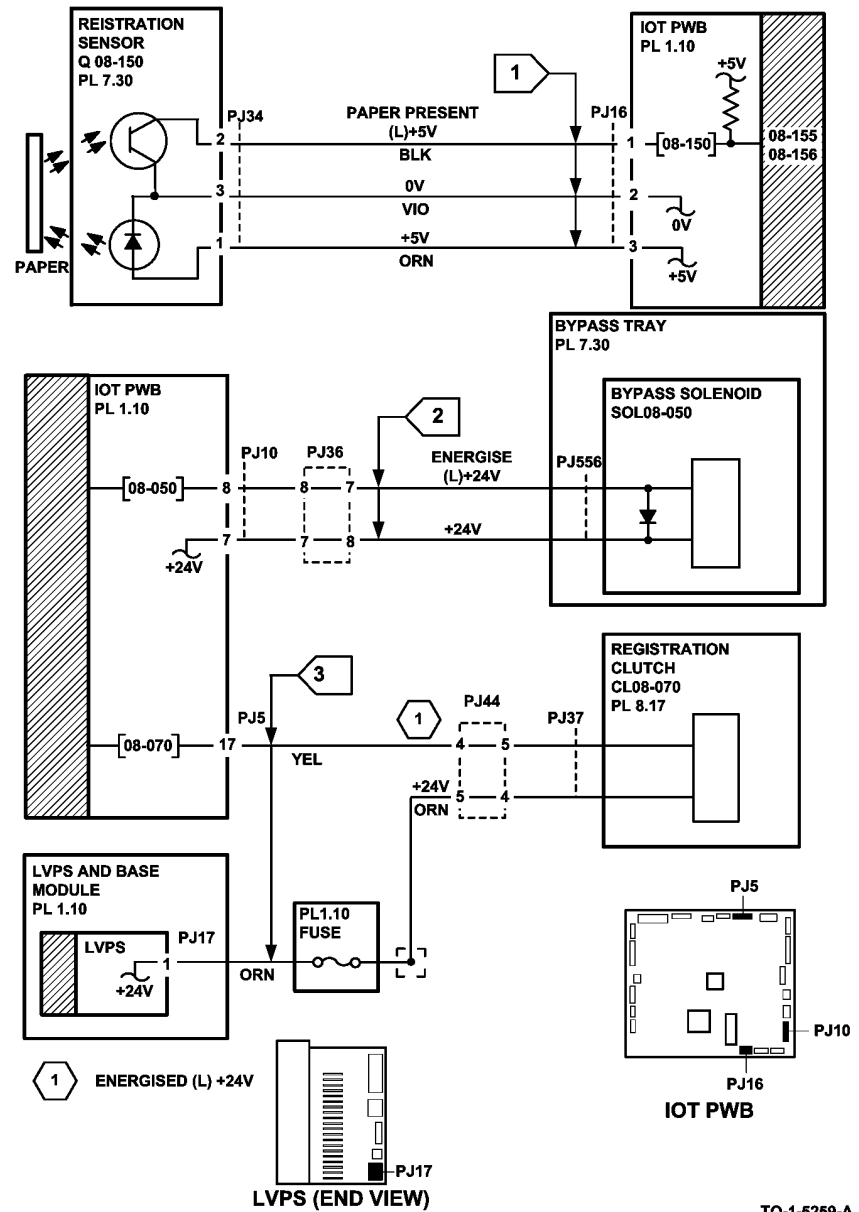 REISTRATION
SENSOR
Q 08-150
PL 7.30
PJ34
2
3
1
PAPER
PAPER PRESENT
(L)+5V
BLK
0V
VIO
+5V
ORN
1
PJ16
1
2
3
IOT PWB
PL 1.10
+5V
[08-150]
08-155
08-156
0V
+5V
IOT PWB
PL 1.10
[08-050]
8
7
+24V
PJ10
PJ36
8 7
7 8
2
ENERGISE
(L)+24V
+24V
PJ556
BYPASS TRAY
PL 7.30
BYPASS SOLENOID
SOL08-050
3
[08-070]
17
PJ5
YEL
1
PJ44
4 5
+24V
ORN
5 4
PJ37
REGISTRATION
CLUTCH
CL08-070
PL 8.17
LVPS AND BASE
MODULE
PL 1.10
LVPS
+24V
1
PJ17
ORN
PL1.10
FUSE
PJ5
PJ10
PJ16
IOT PWB
1 ENERGISED (L) +24V
PJ17
LVPS (END VIEW)
TO-1-5259-A